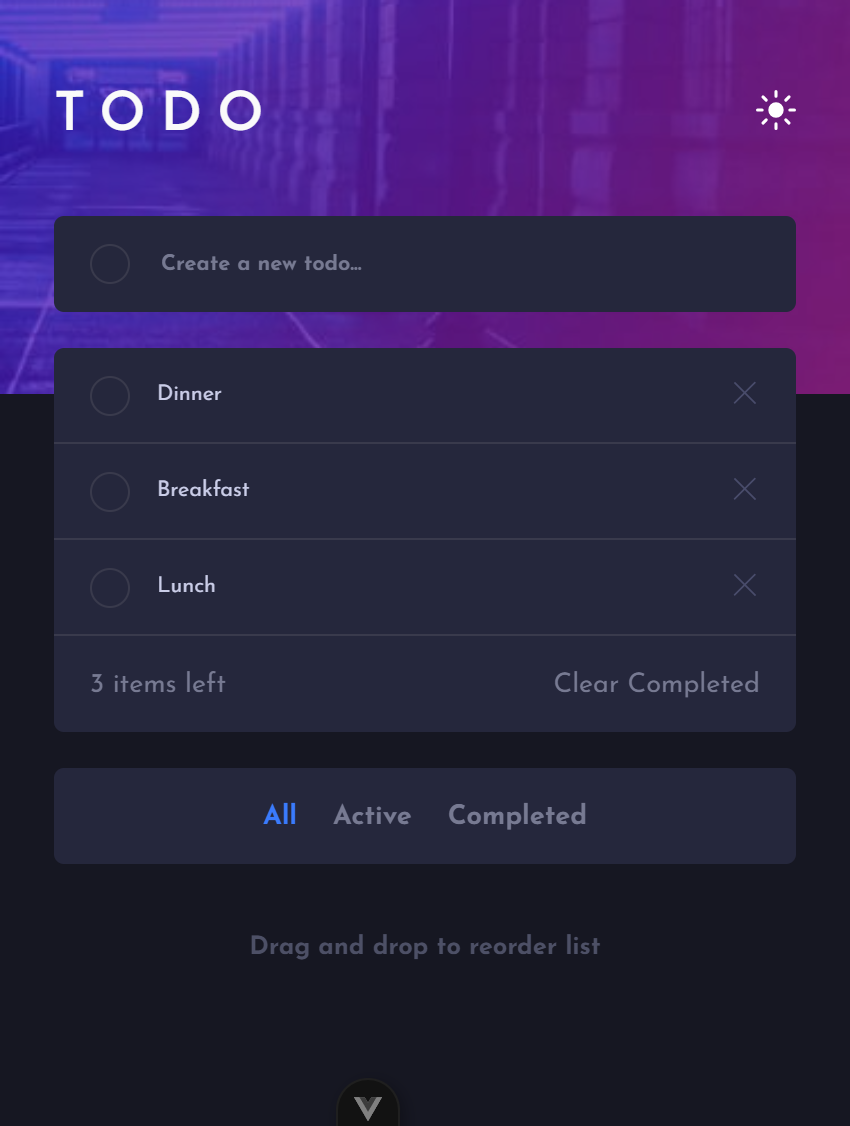 TODO
Create a new todo...
Dinner
Breakfast
Lunch
3 items left
Clear Completed
All Active Completed
Drag and drop to reorder list